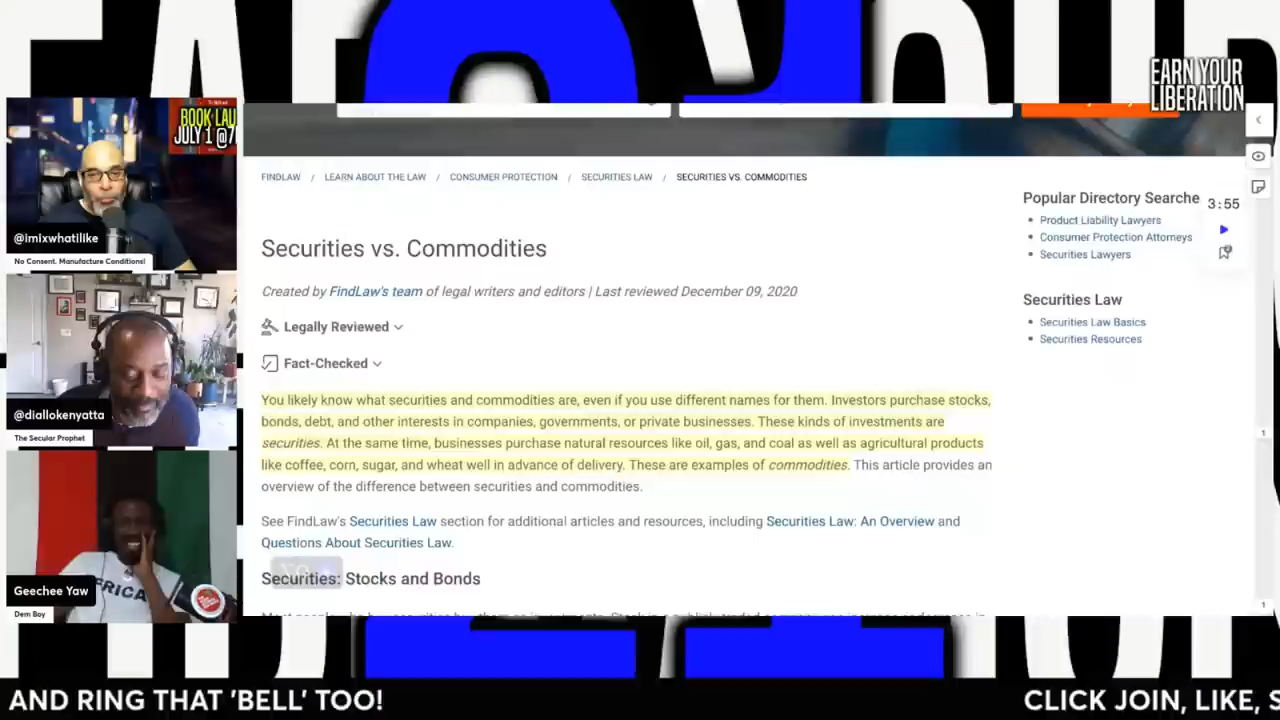 EARN YOUR
LIBERATION
BOOK LAU
JULY 1 @7
@imixwhatilike
No Consent. Manufacture Conditions!
@diallokenyatta
The Secular Prophet
FRICA
Geechee Yaw
Dem Boy
FINDLAW / LEARN ABOUT THE LAW / CONSUMER PROTECTION / SECURITIES LAW / SECURITIES VS. COMMODITIES
Securities vs. Commodities
Created by FindLaw's team of legal writers and editors | Last reviewed December 09, 2020
Legally Reviewed
Fact-Checked
You likely know what securities and commodities are, even if you use different names for them. Investors purchase stocks,
bonds, debt, and other interests in companies, governments, or private businesses. These kinds of investments are
securities. At the same time, businesses purchase natural resources like oil, gas, and coal as well as agricultural products
like coffee, corn, sugar, and wheat well in advance of delivery. These are examples of commodities. This article provides an
overview of the difference between securities and commodities.
See FindLaw's Securities Law section for additional articles and resources, including Securities Law: An Overview and
Questions About Securities Law.
Securities: Stocks and Bonds
Popular Directory Searche
Product Liability Lawyers
Consumer Protection Attorneys
Securities Lawyers
Securities Law
Securities Law Basics
Securities Resources
3:55
1
1
AND RING THAT 'BELL' TOO!
CLICK JOIN, LIKE, S